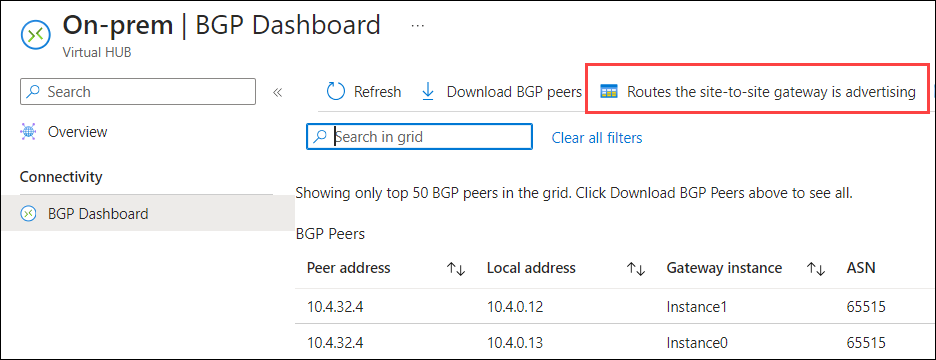 On-prem | BGP Dashboard ...
Virtual HUB
Search «
Refresh Download BGP peers Routes the site-to-site gateway is advertising
Overview
Search in grid Clear all filters
Connectivity
BGP Dashboard
Showing only top 50 BGP peers in the grid. Click Download BGP Peers above to see all.
BGP Peers
Peer address ↑↓ Local address ↑↓ Gateway instance ↑↓ ASN
10.4.32.4 10.4.0.12 Instance1 65515
10.4.32.4 10.4.0.13 Instance0 65515